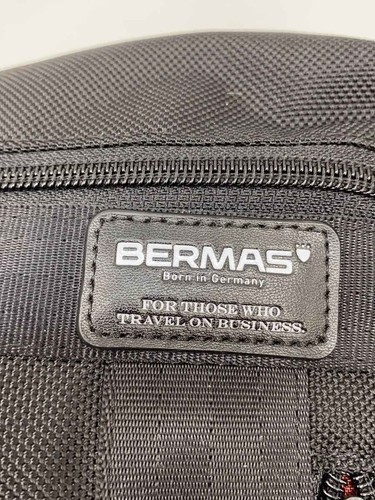 BERMAS
Born in Germany
FOR THOSE WHO
TRAVEL ON BUSINESS.